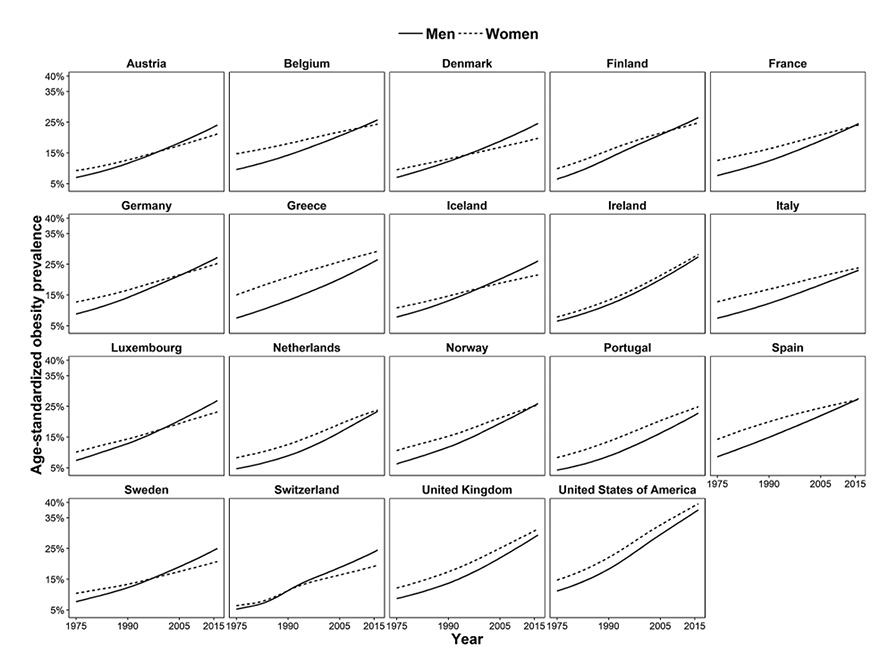 Men Women
Austria Belgium Denmark Finland France
40%
35%
25%
15%
5%
Germany Greece Iceland Ireland Italy
40%
35%
25%
15%
5%
Age-standardized obesity prevalence
Luxembourg Netherlands Norway Portugal Spain
40%
35%
25%
15%
5%
1975 1990 2005 2015
Sweden Switzerland United Kingdom United States of America
40%
35%
25%
15%
5%
1975 1990 2005 2015 1975 1990 2005 2015 1975 1990 2005 2015 1975 1990 2005 2015
Year